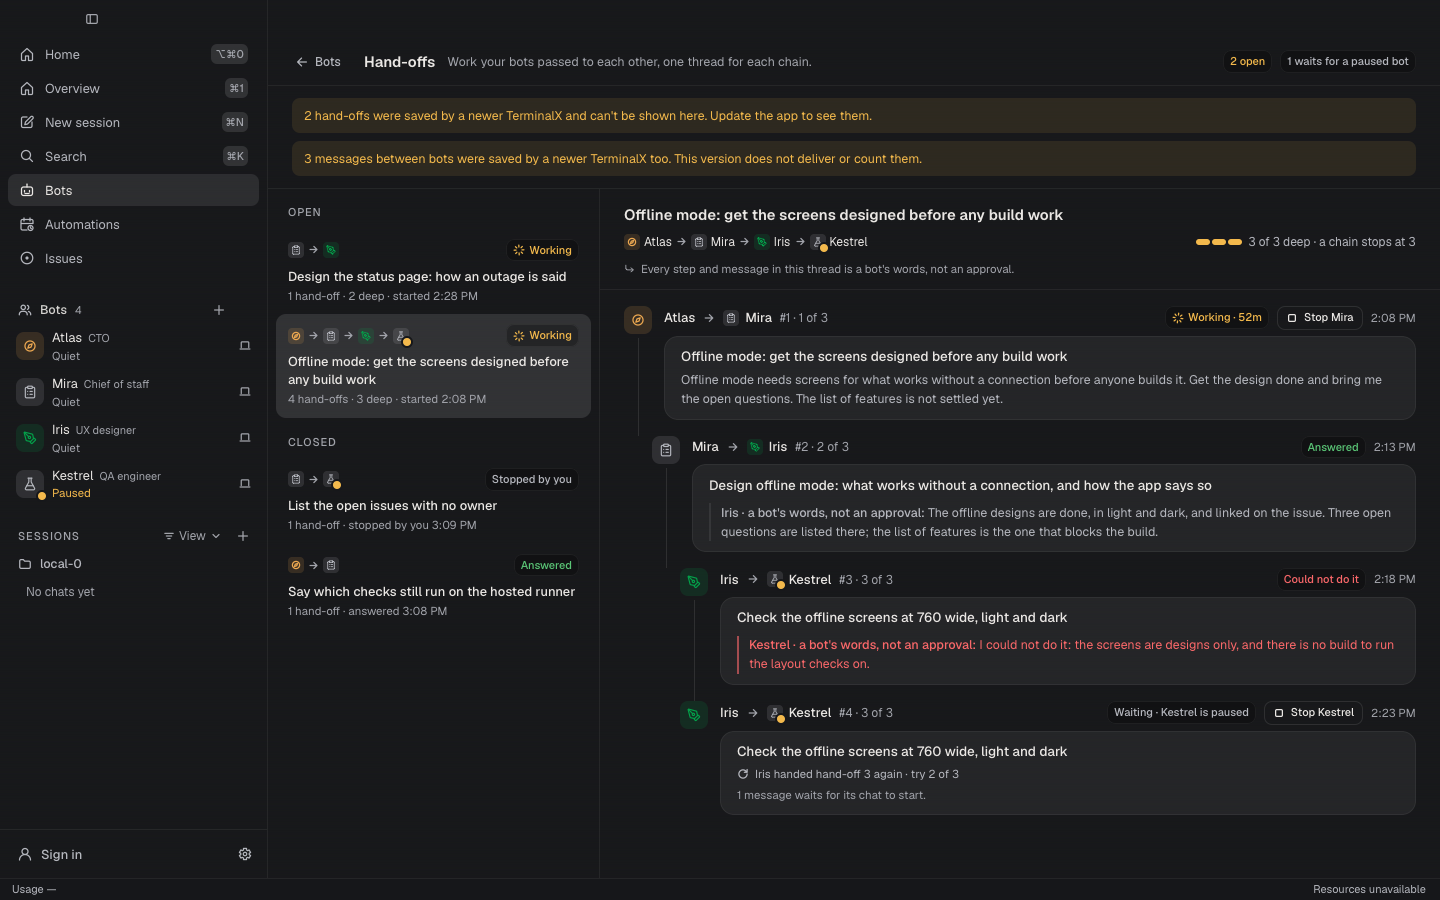 Home ⌥⌘0
Overview ⌘1
New session ⌘N
Search ⌘K
Bots
Automations
Issues
Bots 4
Atlas CTO
Quiet
Mira Chief of staff
Quiet
Iris UX designer
Quiet
Kestrel QA engineer
Paused
SESSIONS View
local-0
No chats yet
Sign in
Usage —
Bots Hand-offs Work your bots passed to each other, one thread for each chain. 2 open 1 waits for a paused bot
2 hand-offs were saved by a newer TerminalX and can't be shown here. Update the app to see them.
3 messages between bots were saved by a newer TerminalX too. This version does not deliver or count them.
OPEN
→ Working
Design the status page: how an outage is said
1 hand-off · 2 deep · started 2:28 PM
→ → → Working
Offline mode: get the screens designed before
any build work
4 hand-offs · 3 deep · started 2:08 PM
CLOSED
→ Stopped by you
List the open issues with no owner
1 hand-off · stopped by you 3:09 PM
→ Answered
Say which checks still run on the hosted runner
1 hand-off · answered 3:08 PM
Offline mode: get the screens designed before any build work
Atlas → Mira → Iris → Kestrel 3 of 3 deep · a chain stops at 3
Every step and message in this thread is a bot's words, not an approval.
Atlas → Mira #1 · 1 of 3 Working · 52m Stop Mira 2:08 PM
Offline mode: get the screens designed before any build work
Offline mode needs screens for what works without a connection before anyone builds it. Get the design done and bring me
the open questions. The list of features is not settled yet.
Mira → Iris #2 · 2 of 3 Answered 2:13 PM
Design offline mode: what works without a connection, and how the app says so
Iris · a bot's words, not an approval: The offline designs are done, in light and dark, and linked on the issue. Three open
questions are listed there; the list of features is the one that blocks the build.
Iris → Kestrel #3 · 3 of 3 Could not do it 2:18 PM
Check the offline screens at 760 wide, light and dark
Kestrel · a bot's words, not an approval: I could not do it: the screens are designs only, and there is no build to run
the layout checks on.
Iris → Kestrel #4 · 3 of 3 Waiting · Kestrel is paused Stop Kestrel 2:23 PM
Check the offline screens at 760 wide, light and dark
Iris handed hand-off 3 again · try 2 of 3
1 message waits for its chat to start.
Resources unavailable